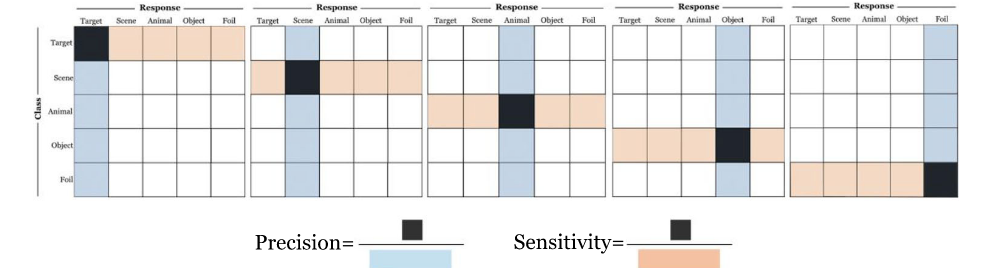 Response Response Response Response Response
Target Scene Animal Object Foil Target Scene Animal Object Foil Target Scene Animal Object Foil Target Scene Animal Object Foil Target Scene Animal Object Foil
Class
Target
Scene
Animal
Object
Foil
Precision= Sensitivity=